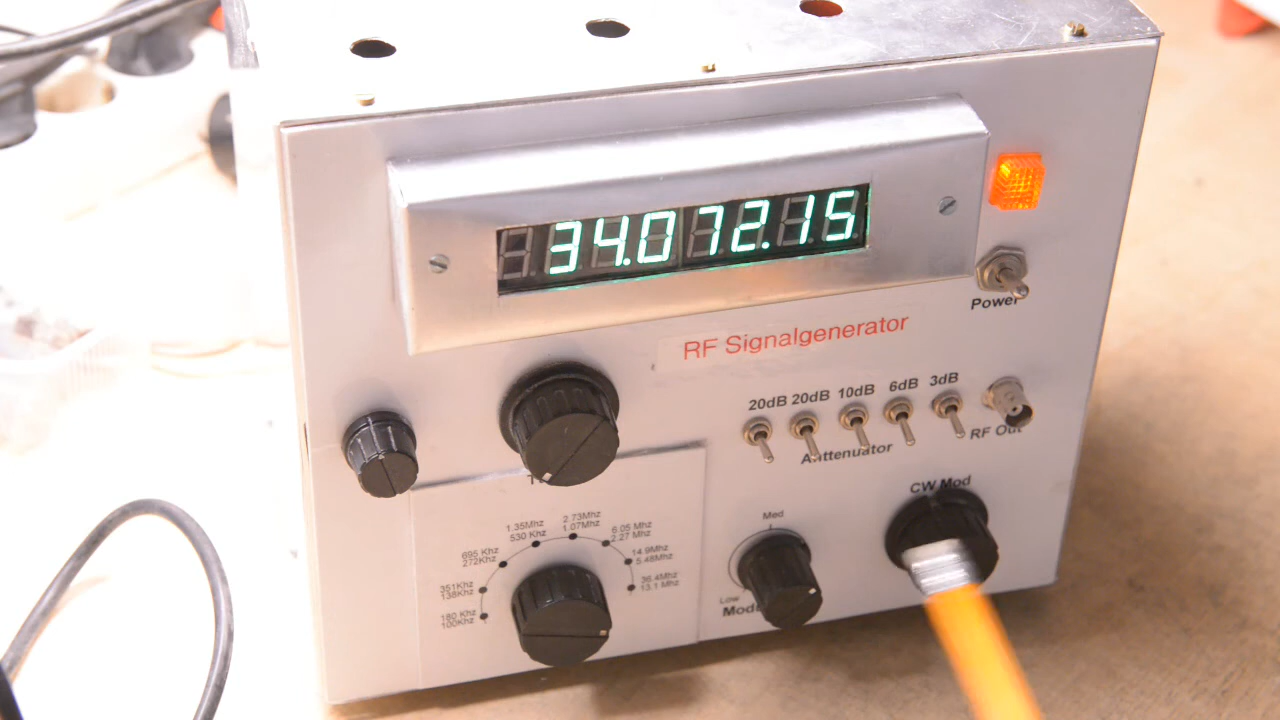 34.072.15
Power
RF Signalgenerator
20dB 20dB 10dB 6dB 3dB
Anttenuator
RF Out
CW Mod
2.73Mhz
1.07Mhz
1.35Mhz
530 Khz
6.05 Mhz
2.27 Mhz
695 Khz
272Khz
14.9Mhz
5.48Mhz
351Khz
138Khz
36.4Mhz
13.1 Mhz
180 Khz
100Khz
Med
Low